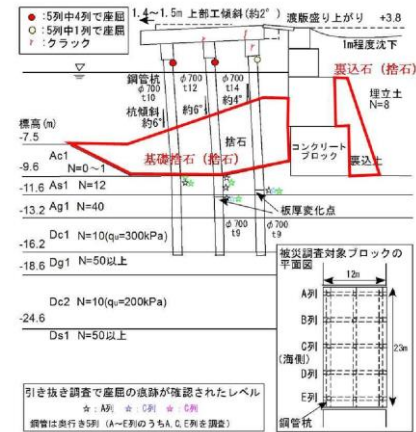 ●：5列中4列で座屈
○：5列中1列で座屈
r：クラック
1.4～1.5m 上部工傾斜(約2°)
渡版盛り上がり +3.8
1m程度沈下
鋼管杭
φ700
t10
φ700
t12
φ700
t14
杭傾斜
約6°
約6°
約4°
裏込石（捨石）
埋立土
N=8
標高(m)
-7.5
Ac1
N=0～1
捨石
基礎捨石（捨石）
コンクリート
ブロック
裏込土
-9.6
As1 N=12
-11.6
Ag1 N=40
板厚変化点
-13.2
Dc1 N=10(qu=300kPa)
φ700
t9
φ700
t9
-16.2
Dg1 N=50以上
-18.6
Dc2 N=10(qu=200kPa)
-24.6
Ds1 N=50以上
被災調査対象ブロックの
平面図
12m
A列
B列
C列
(海側)
D列
E列
23m
鋼管杭
引き抜き調査で座屈の痕跡が確認されたレベル
☆：A列 ☆：C列 ☆：C列
鋼管は奥行き5列（A～E列のうちA,C,E列を調査）